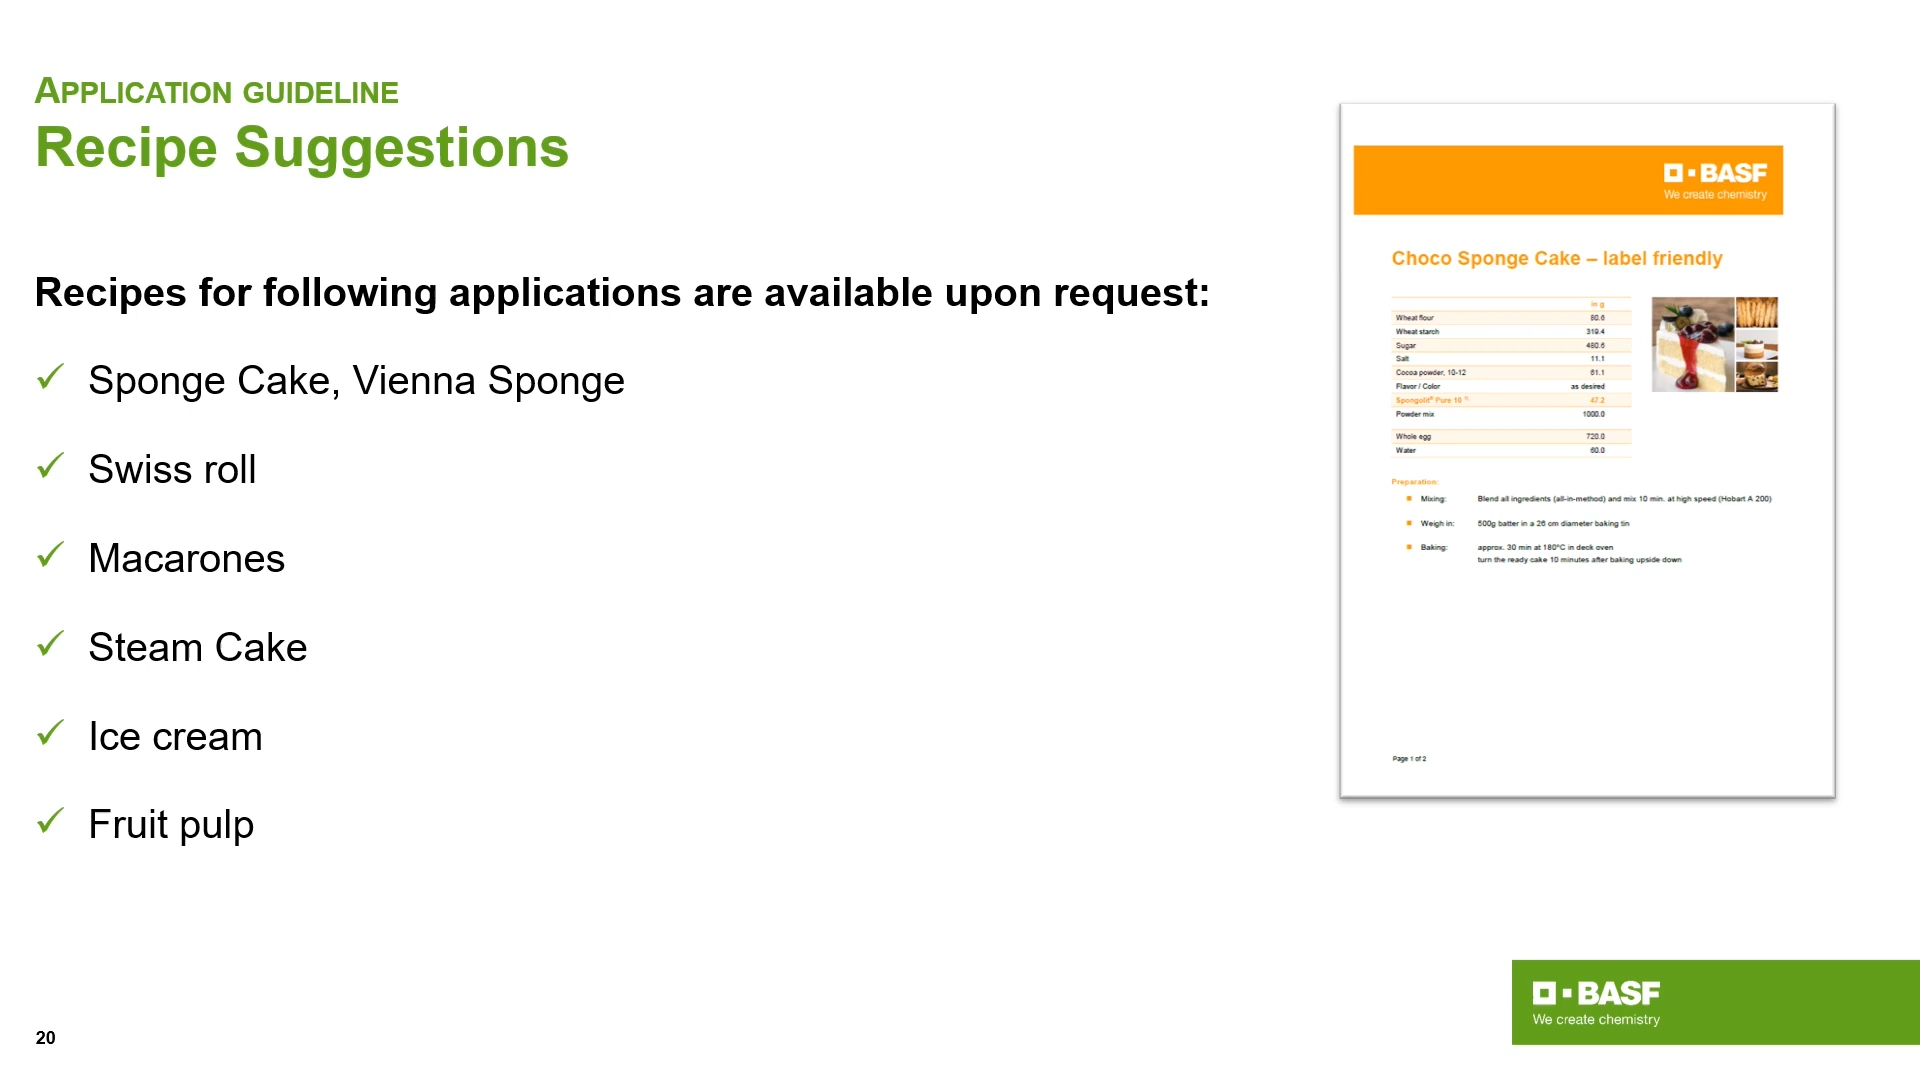 APPLICATION GUIDELINE
Recipe Suggestions
Recipes for following applications are available upon request:
✓ Sponge Cake, Vienna Sponge
✓ Swiss roll
✓ Macarones
✓ Steam Cake
✓ Ice cream
✓ Fruit pulp
BASF
We create chemistry
Choco Sponge Cake – label friendly
in g
Wheat flour 80.6
Wheat starch 319.4
Sugar 480.6
Salt 11.1
Cocoa powder, 10-12 61.1
Flavor / Color as desired
Spongolit® Pure 10 47.2
Powder mix 1000.0
Whole egg 720.0
Water 60.0
Preparation:
Mixing: Blend all ingredients (all-in-method) and mix 10 min. at high speed (Hobart A 200)
Weigh in: 500g batter in a 26 cm diameter baking tin
Baking: approx. 30 min at 180°C in deck oven
turn the ready cake 10 minutes after baking upside down
Page 1 of 2
BASF
We create chemistry
20